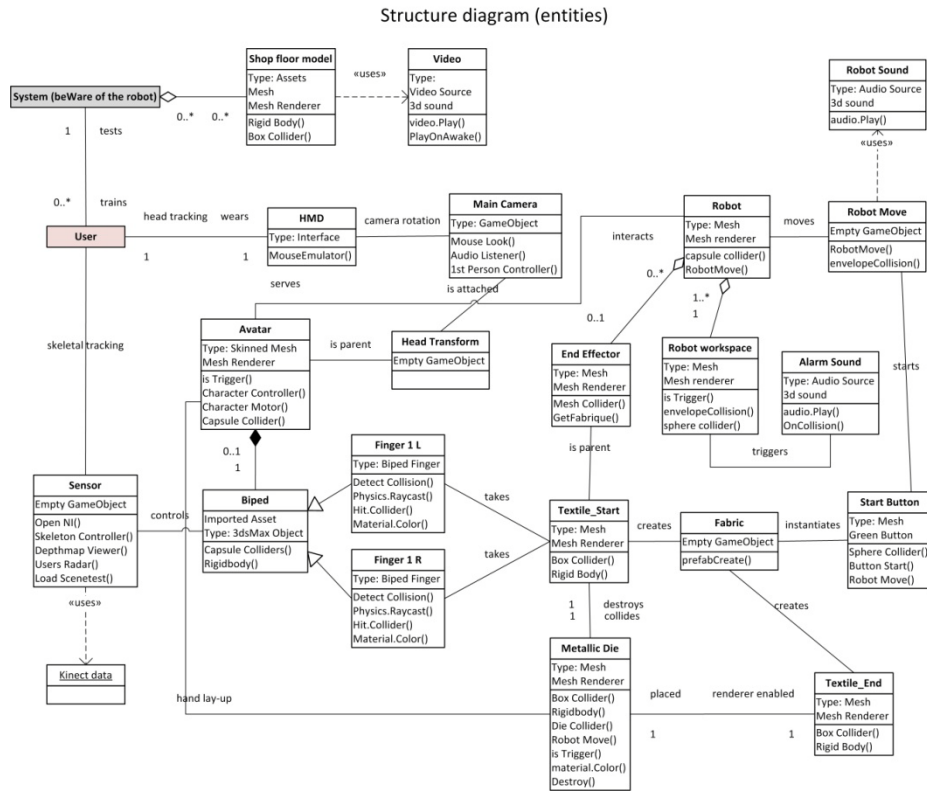 Structure diagram (entities)
System (beWare of the robot)
0..*
0..*
Shop floor model
Type: Assets
Mesh
Mesh Renderer
Rigid Body()
Box Collider()
«uses»
Video
Type:
Video Source
3d sound
video.Play()
PlayOnAwake()
Robot Sound
Type: Audio Source
3d sound
audio.Play()
«uses»
1
tests
0..*
trains
User
1
head tracking
wears
1
HMD
Type: Interface
MouseEmulator()
serves
camera rotation
Main Camera
Type: GameObject
Mouse Look()
Audio Listener()
1st Person Controller()
is attached
interacts
Robot
Type: Mesh
Mesh renderer
capsule collider()
RobotMove()
moves
Robot Move
Empty GameObject
RobotMove()
envelopeCollision()
0..*
0..1
1..*
1
skeletal tracking
Avatar
Type: Skinned Mesh
Mesh Renderer
is Trigger()
Character Controller()
Character Motor()
Capsule Collider()
is parent
Head Transform
Empty GameObject
End Effector
Type: Mesh
Mesh Renderer
Mesh Collider()
GetFabrique()
is parent
Robot workspace
Type: Mesh
Mesh renderer
is Trigger()
envelopeCollision()
sphere collider()
Alarm Sound
Type: Audio Source
3d sound
audio.Play()
OnCollision()
triggers
starts
0..1
1
Sensor
Empty GameObject
Open NI()
Skeleton Controller()
Depthmap Viewer()
Users Radar()
Load Scenetest()
«uses»
Kinect data
controls
Biped
Imported Asset
Type: 3dsMax Object
Capsule Colliders()
Rigidbody()
Finger 1 L
Type: Biped Finger
Detect Collision()
Physics.Raycast()
Hit.Collider()
Material.Color()
takes
Finger 1 R
Type: Biped Finger
Detect Collision()
Physics.Raycast()
Hit.Collider()
Material.Color()
takes
Textile_Start
Type: Mesh
Mesh Renderer
Box Collider()
Rigid Body()
creates
Fabric
Empty GameObject
prefabCreate()
instantiates
Start Button
Type: Mesh
Green Button
Sphere Collider()
Button Start()
Robot Move()
1
destroys
1
collides
creates
hand lay-up
Metallic Die
Type: Mesh
Mesh Renderer
Box Collider()
Rigidbody()
Die Collider()
Robot Move()
is Trigger()
material.Color()
Destroy()
placed
renderer enabled
1
1
Textile_End
Type: Mesh
Mesh Renderer
Box Collider()
Rigid Body()